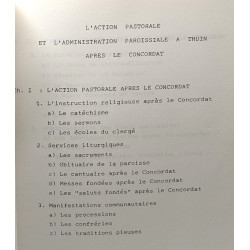 L'ACTION PASTORALE
ET L'ADMINISTRATION PAROISSIALE A THUIN
APRES LE CONCORDAT
Ch. I : L'ACTION PASTORALE APRES LE CONCORDAT
1. L'instruction religieuse après le Concordat
a) Le catéchisme
b) Les sermons
c) Les écoles du clergé
2. Services liturgiques
a) Les sacrements
b) Obituaire de la paroisse
c) Le cantuaire après le Concordat
d) Messes fondées après le Concordat
e) Les "saluts fondés" après le Concordat
3. Manifestations communautaires
a) Les processions
b) Les confréries
c) Les traditions pieuses